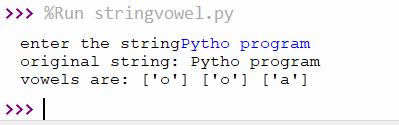 >>> %Run stringvowel.py
enter the stringPytho program
original string: Pytho program
vowels are: ['o'] ['o'] ['a']
>>>